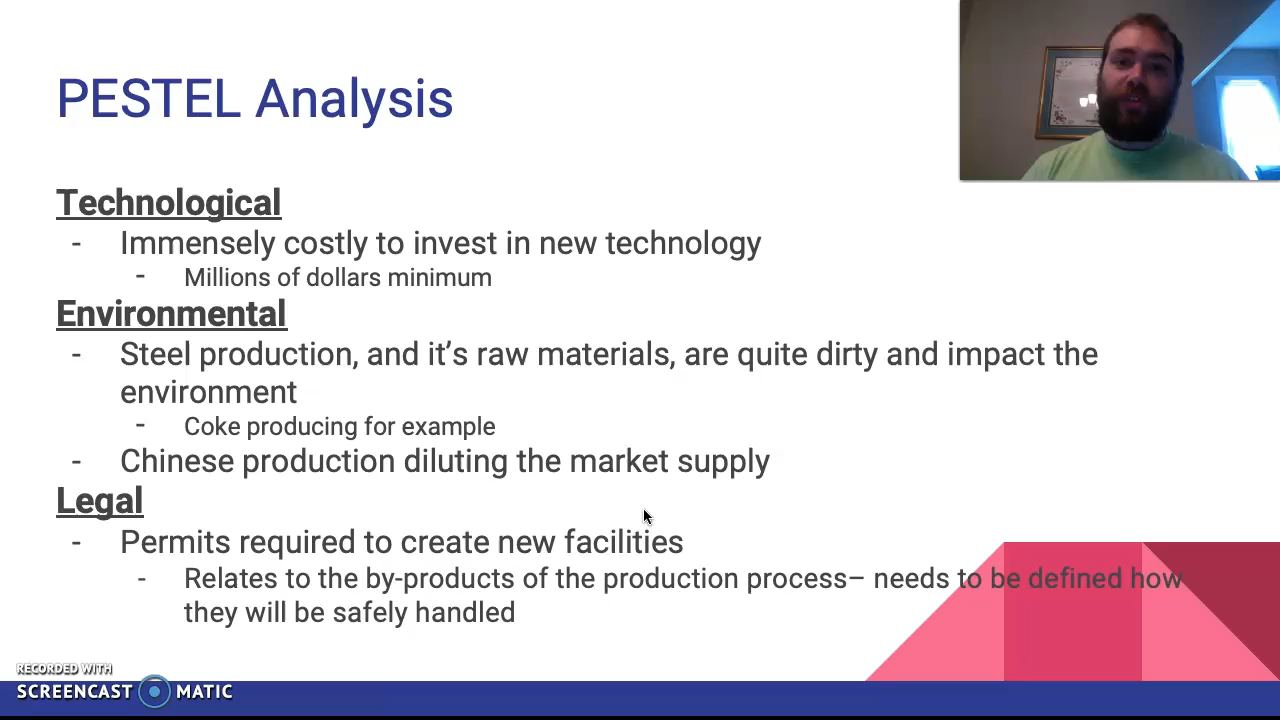 PESTEL Analysis
Technological
- Immensely costly to invest in new technology
- Millions of dollars minimum
Environmental
- Steel production, and it’s raw materials, are quite dirty and impact the
environment
- Coke producing for example
- Chinese production diluting the market supply
Legal
- Permits required to create new facilities
- Relates to the by-products of the production process– needs to be defined how
they will be safely handled
RECORDED WITH
SCREENCAST MATIC